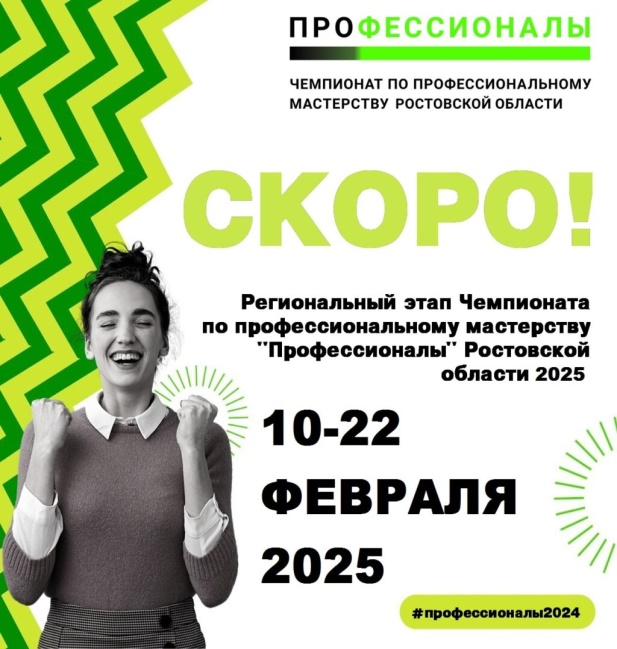 ПРОФЕССИОНАЛЫ
ЧЕМПИОНАТ ПО ПРОФЕССИОНАЛЬНОМУ
МАСТЕРСТВУ РОСТОВСКОЙ ОБЛАСТИ
СКОРО!
Региональный этап Чемпионата
по профессиональному мастерству
"Профессионалы" Ростовской
области 2025
10-22
ФЕВРАЛЯ
2025
#профессионалы2024